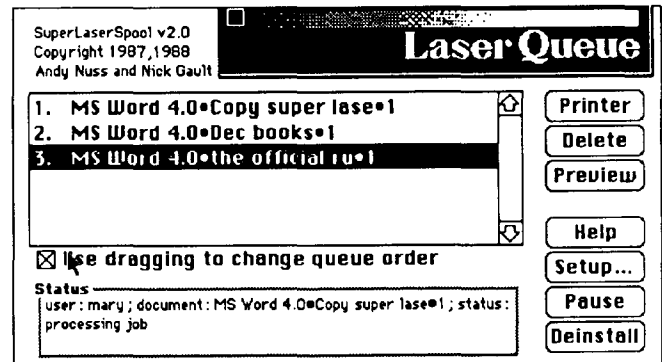 SuperLaserSpool v2.0
Copyright 1987,1988
Andy Nuss and Nick Gault
Laser Queue
1. MS Word 4.0•Copy super lase•1
2. MS Word 4.0•Dec books•1
3. MS Word 4.0•the official ru•1
Printer
Delete
Preview
Use dragging to change queue order
Help
Setup...
Pause
Deinstall
Status
user : mary ; document : MS Word 4.0•Copy super lase•1 ; status :
processing job